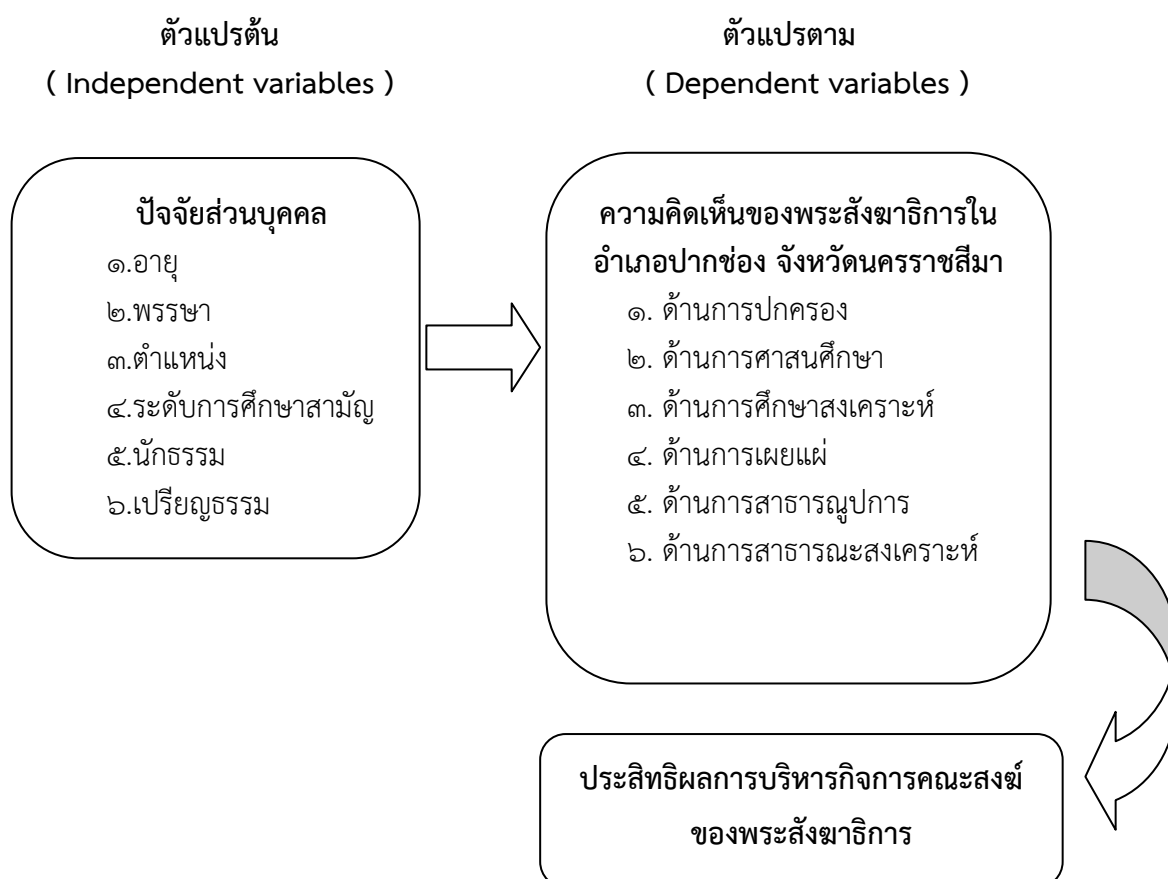 ตัวแปรต้น
( Independent variables )
ตัวแปรตาม
( Dependent variables )
ปัจจัยส่วนบุคคล
๑.อายุ
๒.พรรษา
๓.ตำแหน่ง
๔.ระดับการศึกษาสามัญ
๕.นักธรรม
๖.เปรียญธรรม
ความคิดเห็นของพระสังฆาธิการใน
อำเภอปากช่อง จังหวัดนครราชสีมา
๑. ด้านการปกครอง
๒. ด้านการศาสนศึกษา
๓. ด้านการศึกษาสงเคราะห์
๔. ด้านการเผยแผ่
๕. ด้านการสาธารณูปการ
๖. ด้านการสาธารณะสงเคราะห์
ประสิทธิผลการบริหารกิจการคณะสงฆ์
ของพระสังฆาธิการ